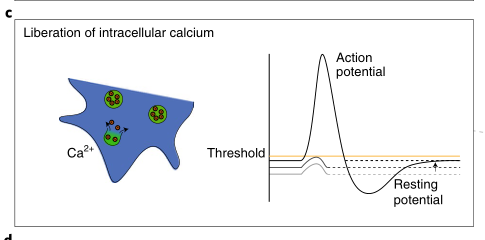 c
Liberation of intracellular calcium
Action
potential
Ca²⁺
Threshold
Resting
potential
d